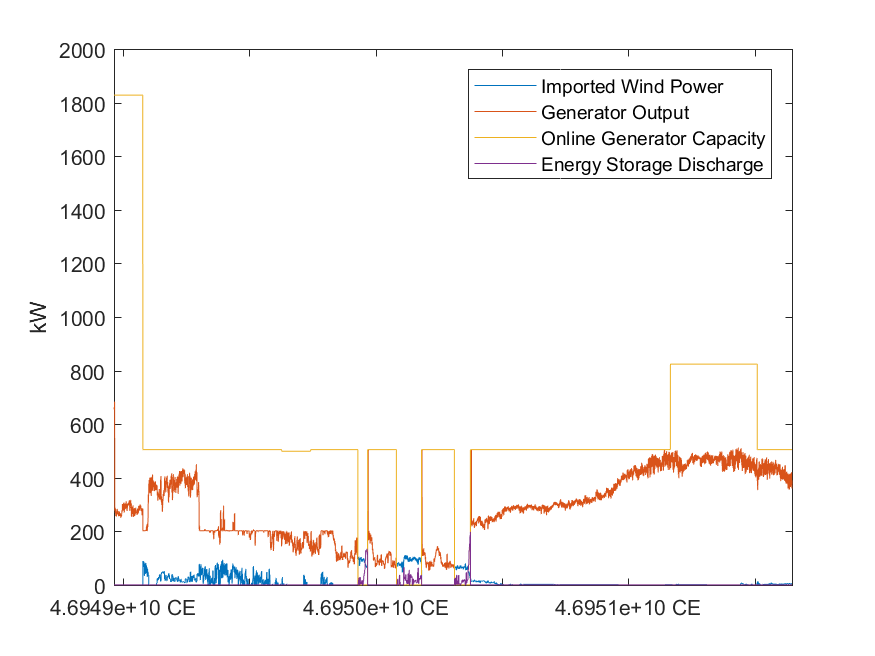 2000
1800
1600
1400
1200
1000
800
600
400
200
0
kW
Imported Wind Power
Generator Output
Online Generator Capacity
Energy Storage Discharge
4.6949e+10 CE 4.6950e+10 CE 4.6951e+10 CE